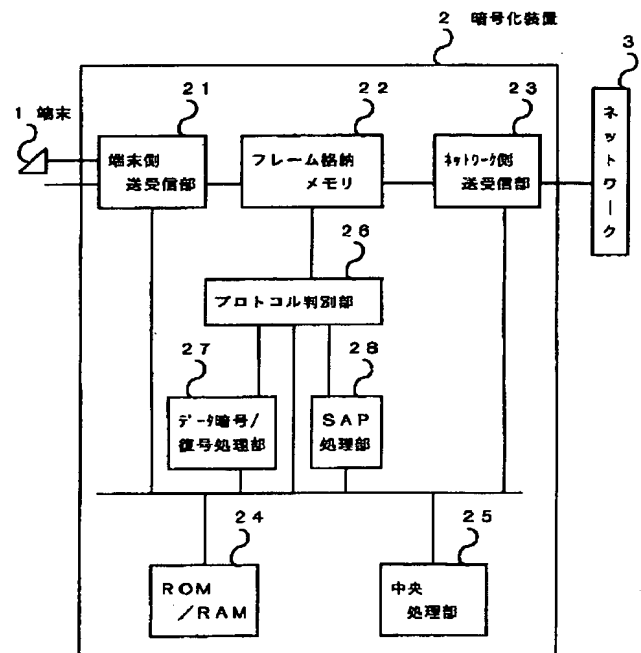 2 暗号化装置
3
21
22
23
1 端末
端末側
送受信部
フレーム格納
メモリ
ネットワーク側
送受信部
ネットワーク
26
プロトコル判別部
27
28
データ暗号/
復号処理部
SAP
処理部
24
25
ROM
/RAM
中央
処理部